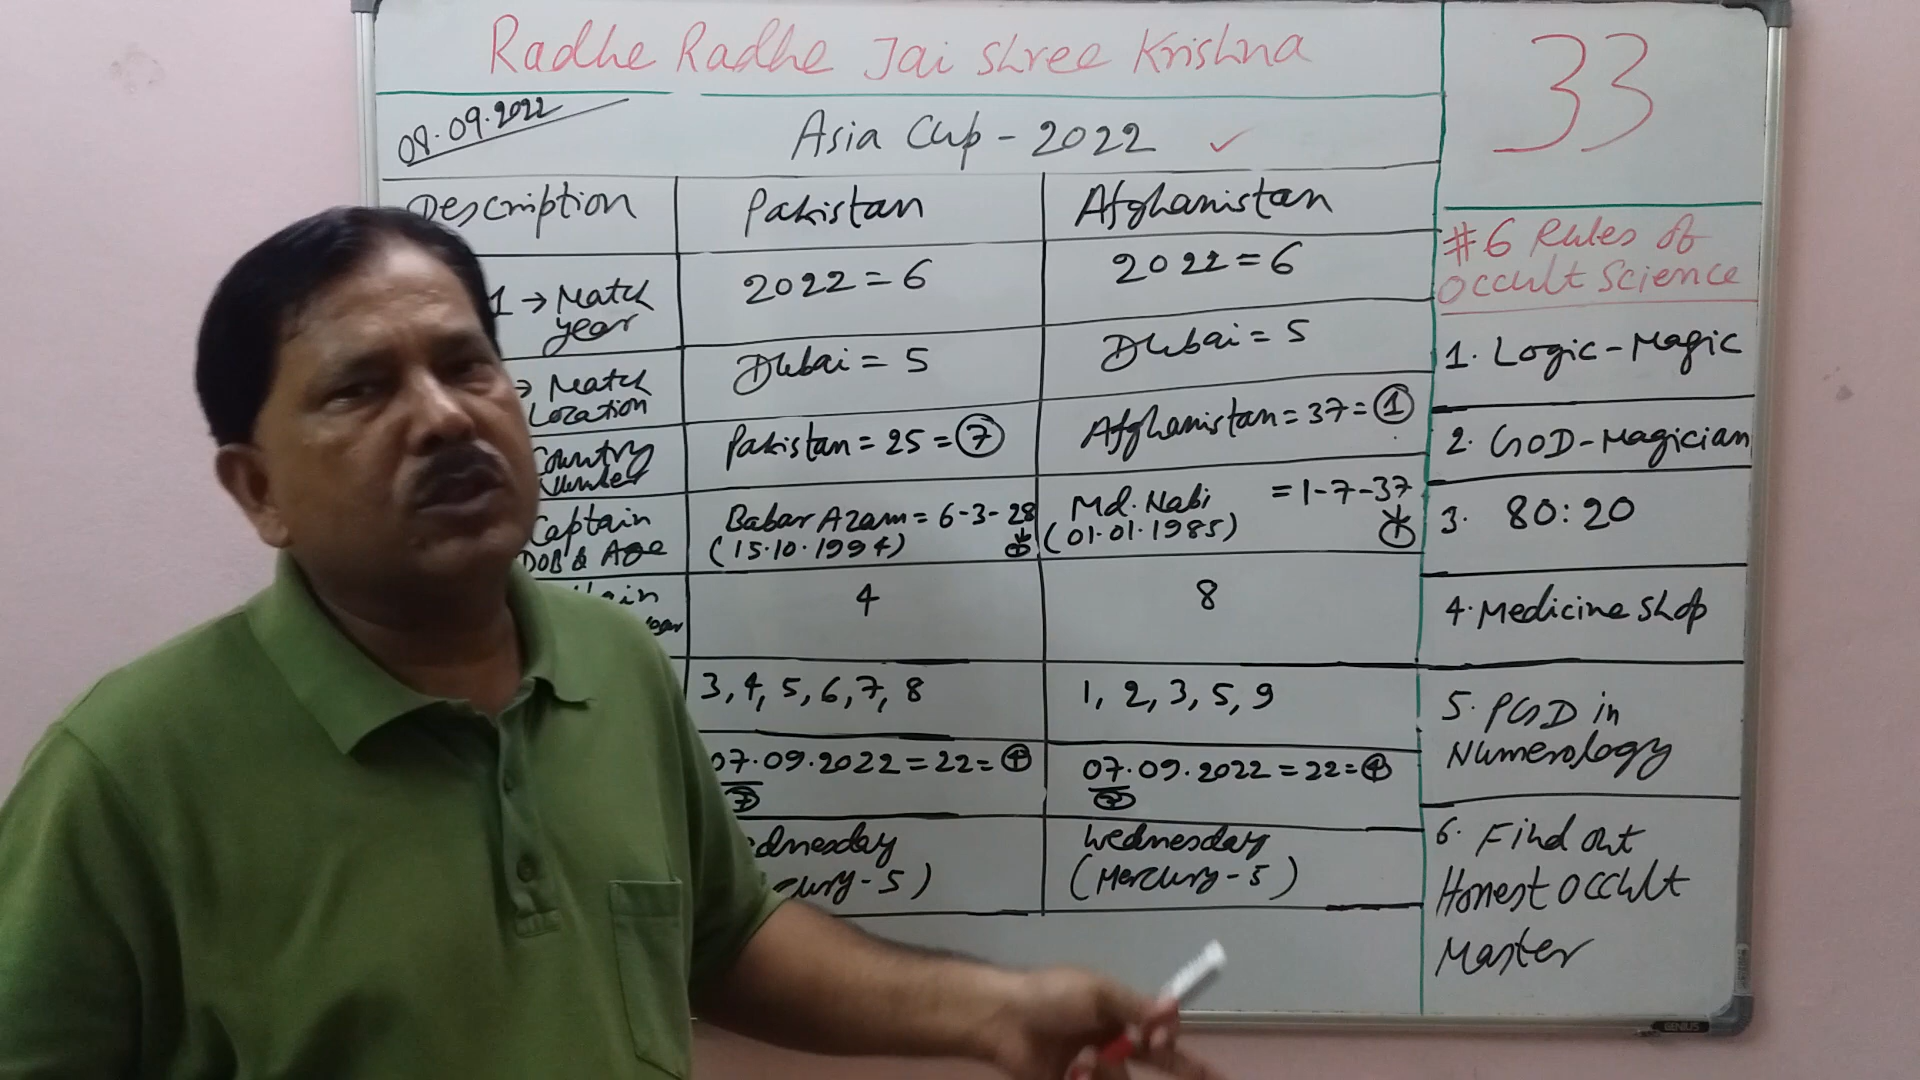 Radhe Radhe Jai Shree Krishna
33
08.09.2022
Asia Cup - 2022 ✓
Description Pakistan Afghanistan
1 → Match year 2022 = 6 2022 = 6
→ Match Location Dubai = 5 Dubai = 5
Country Number Pakistan = 25 = 7 Afghanistan = 37 = 1
Captain DOB & Age Babar Azam = 6-3-28 Md. Nabi = 1-7-37
(15.10.1994) (01.01.1985)
4 8
3, 4, 5, 6, 7, 8 1, 2, 3, 5, 9
07.09.2022 = 22 = 4 07.09.2022 = 22 = 4
7 7
Wednesday
(Mercury - 5)
#6 Rules of
Occult Science
1. Logic - Magic
2. GOD - Magician
3. 80:20
4. Medicine Shop
5. PGD in
Numerology
6. Find out
Honest Occult
Master
GENIUS